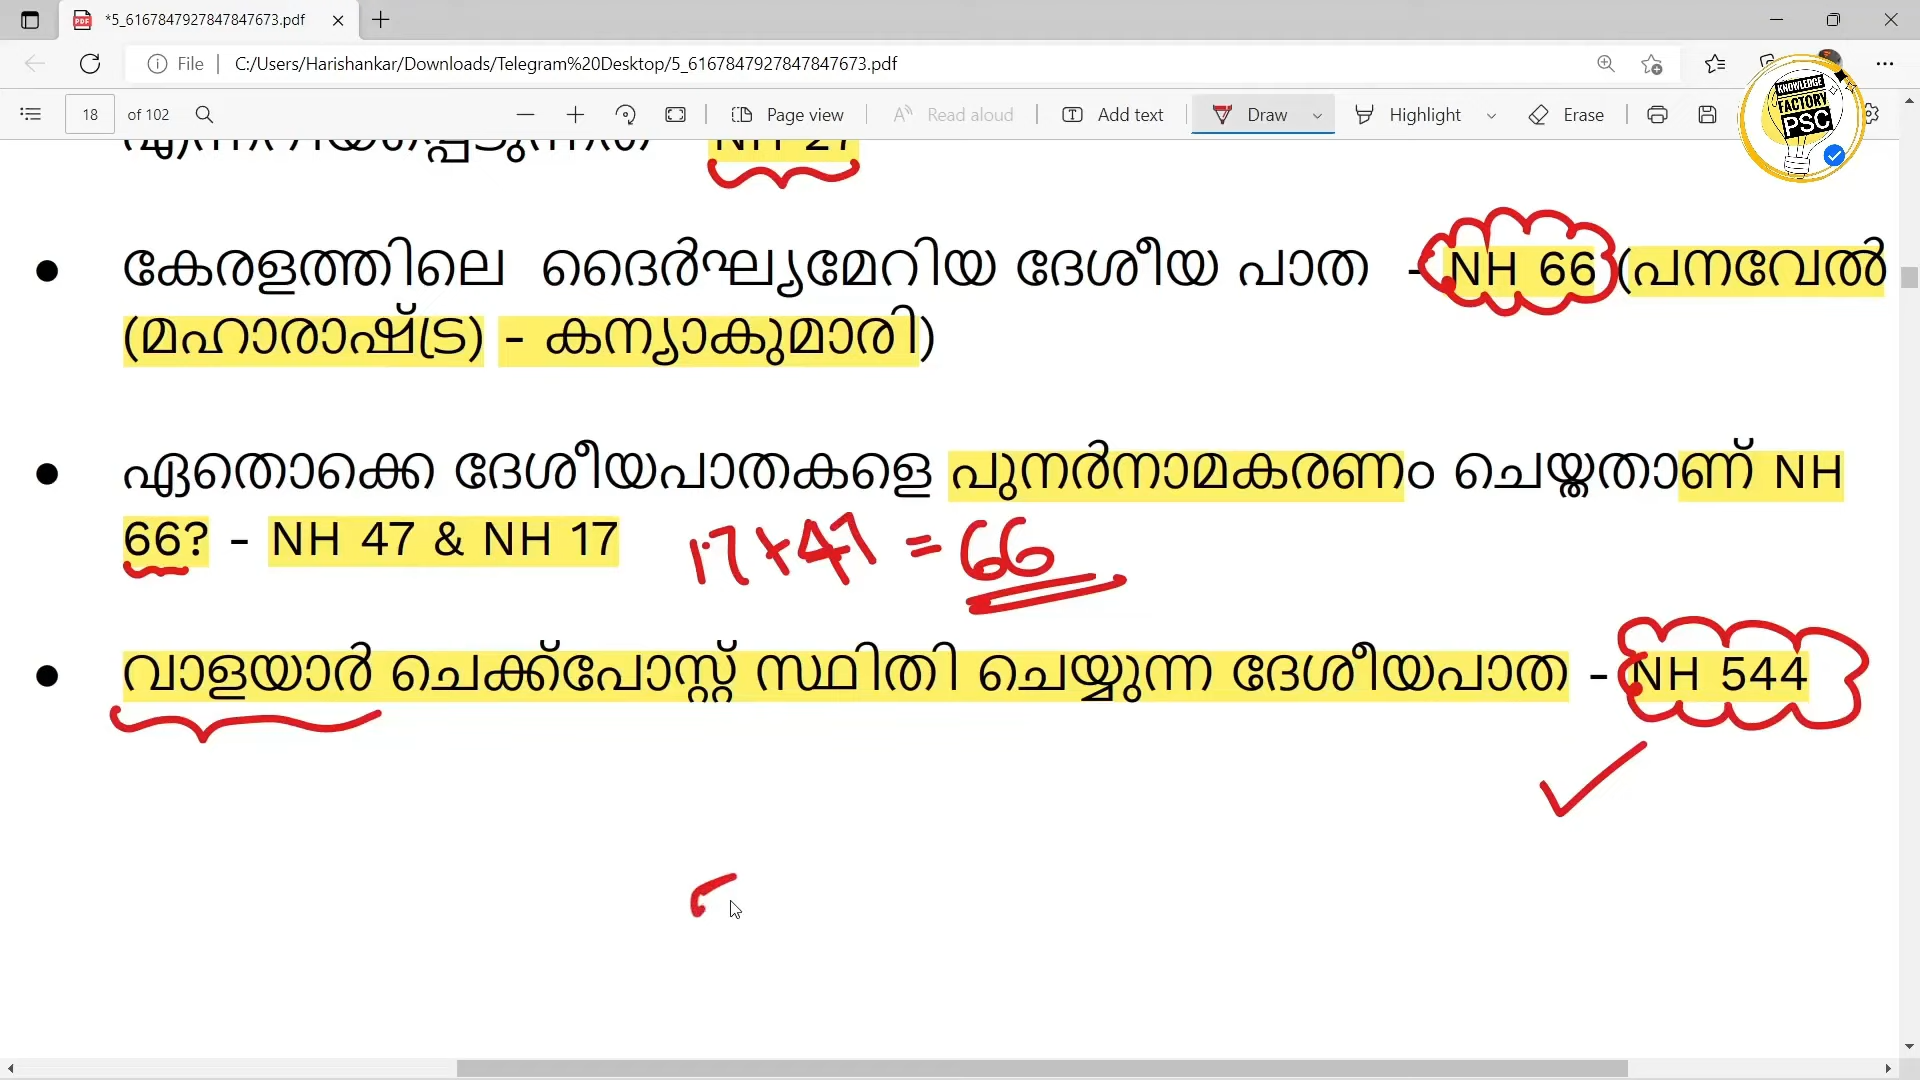 *5_6167847927847847673.pdf
File
C:/Users/Harishankar/Downloads/Telegram%20Desktop/5_6167847927847847673.pdf
18 of 102
Page view
Read aloud
Add text
Draw
Highlight
Erase
KNOWLEDGE
FACTORY
PSC
NH 27
കേരളത്തിലെ ദൈർഘ്യമേറിയ ദേശീയ പാത - NH 66 (പനവേൽ
(മഹാരാഷ്ട്ര) - കന്യാകുമാരി)
ഏതൊക്കെ ദേശീയപാതകളെ പുനർനാമകരണം ചെയ്തതാണ് NH
66? - NH 47 & NH 17
17+47 = 66
വാളയാർ ചെക്ക്പോസ്റ്റ് സ്ഥിതി ചെയ്യുന്ന ദേശീയപാത - NH 544